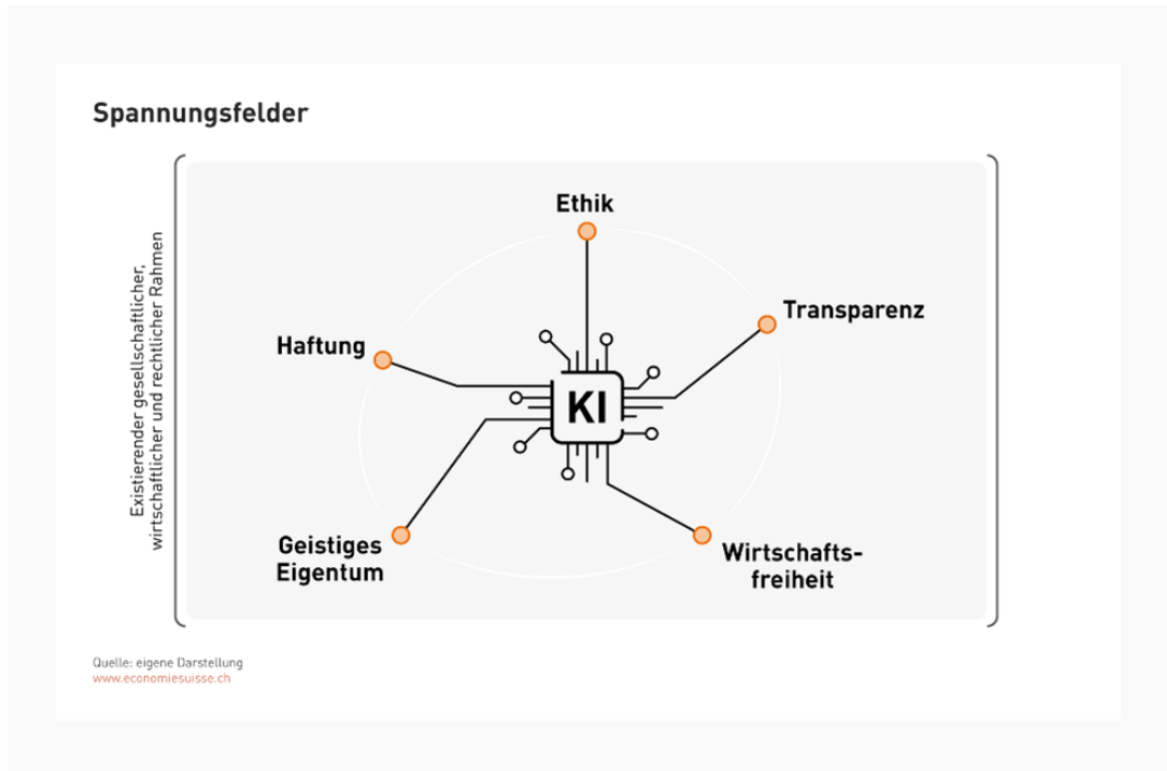 Spannungsfelder
Existierender gesellschaftlicher,
wirtschaftlicher und rechtlicher Rahmen
Ethik
Transparenz
Haftung
KI
Geistiges
Eigentum
Wirtschafts-
freiheit
Quelle: eigene Darstellung
www.economiesuisse.ch